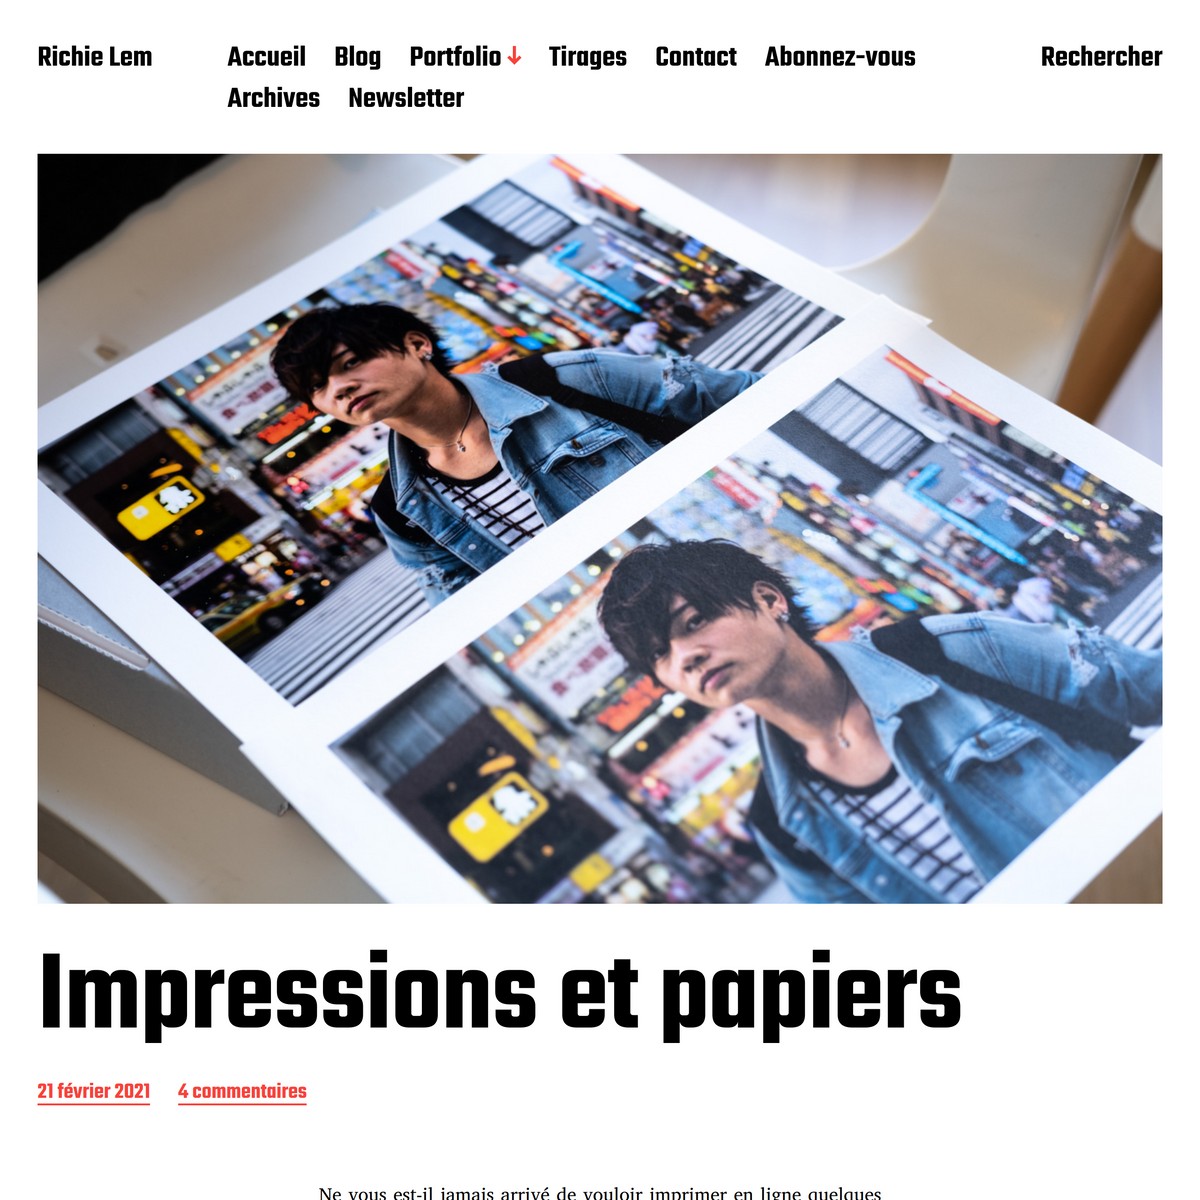 Richie Lem
Accueil Blog Portfolio ↓ Tirages Contact Abonnez-vous
Archives Newsletter
Rechercher
Impressions et papiers
21 février 2021 4 commentaires
Ne vous est-il jamais arrivé de vouloir imprimer en ligne quelques